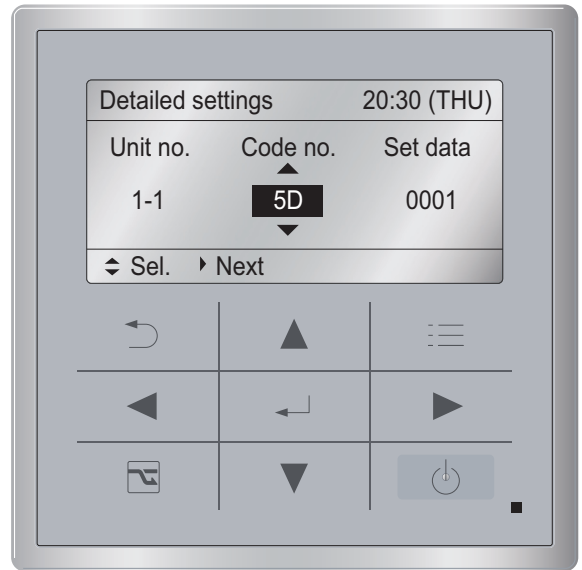 Detailed settings 20:30 (THU)
Unit no. Code no. Set data
1-1 5D 0001
Sel. Next